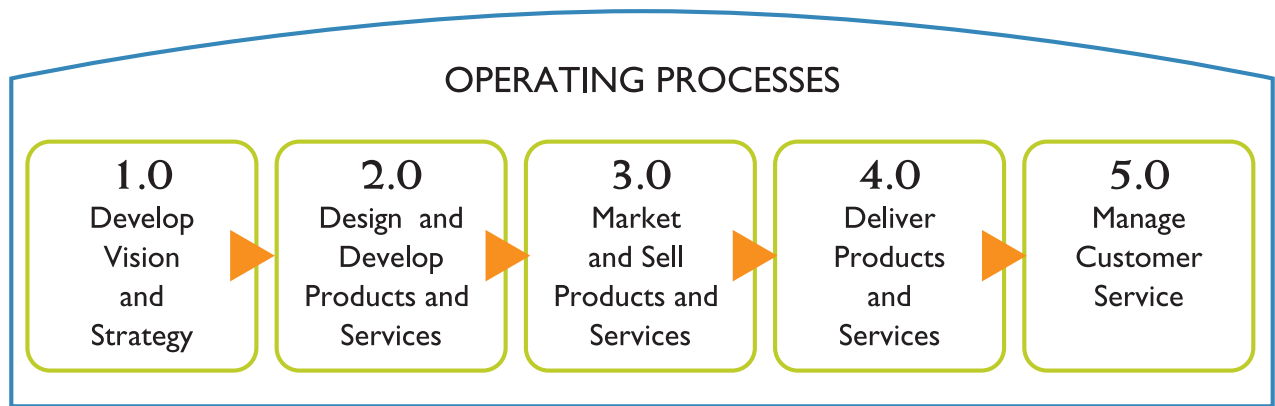 OPERATING PROCESSES
1.0
Develop
Vision
and
Strategy
2.0
Design and
Develop
Products and
Services
3.0
Market
and Sell
Products and
Services
4.0
Deliver
Products
and
Services
5.0
Manage
Customer
Service